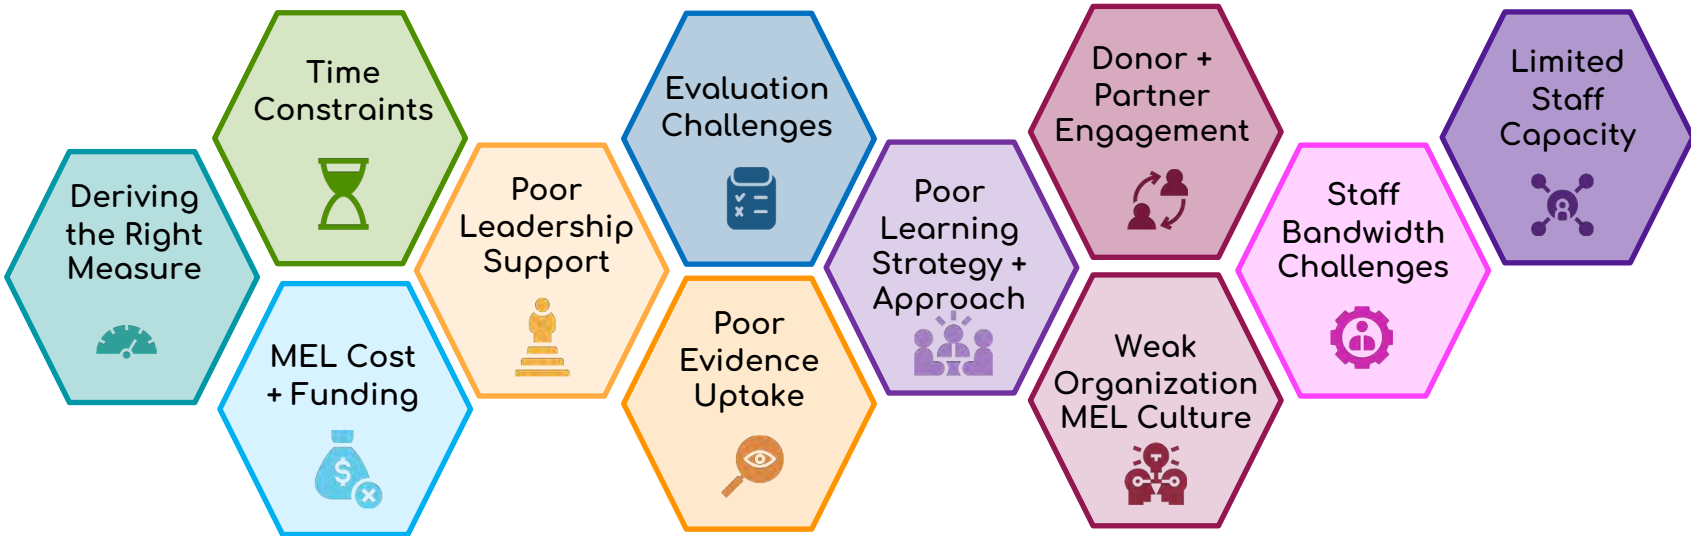 Deriving
the Right
Measure
Time
Constraints
MEL Cost
+ Funding
$
Poor
Leadership
Support
Evaluation
Challenges
Poor
Evidence
Uptake
Poor
Learning
Strategy +
Approach
Donor +
Partner
Engagement
Weak
Organization
MEL Culture
Staff
Bandwidth
Challenges
Limited
Staff
Capacity